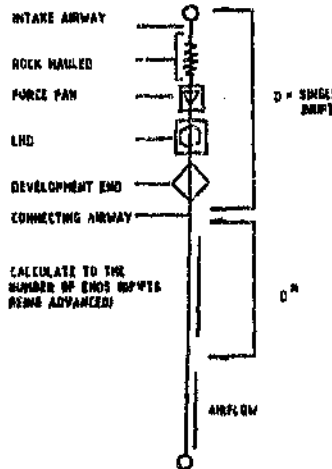 INTAKE AIRWAY
ROCK HAULED
FORCE FAN
D = SINGLE
LHD
DEVELOPMENT END
CONNECTING AIRWAY
CALCULATE TO THE
NUMBER OF ENDS
BEING ADVANCED)
D
AIRFLOW